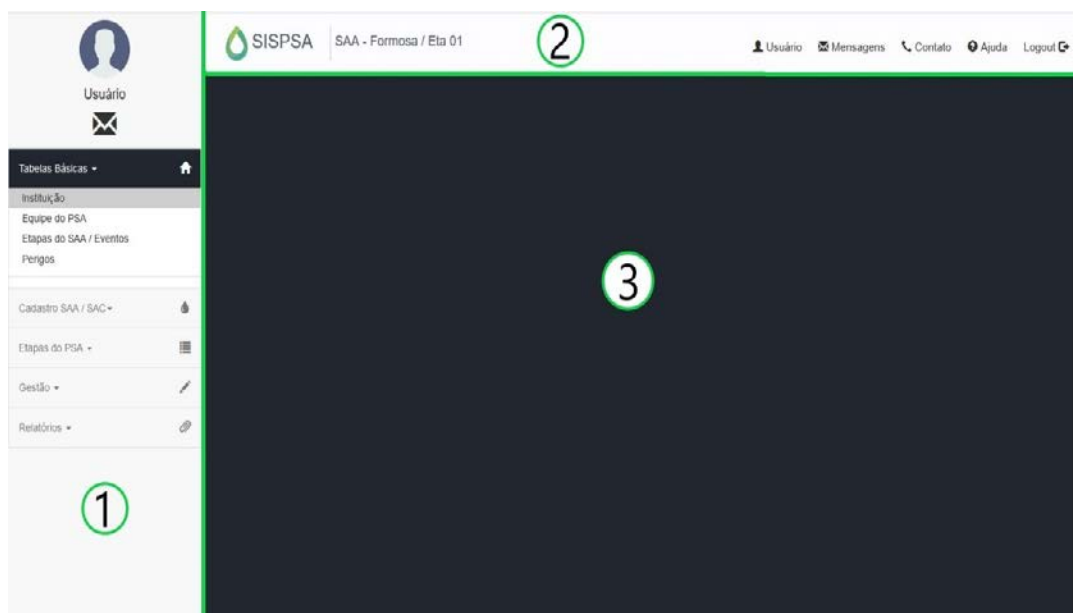 Usuário
Tabelas Básicas
Instituição
Equipe do PSA
Etapas do SAA / Eventos
Perigos
Cadastro SAA / SAC
Etapas do PSA
Gestão
Relatórios
1
SISPSA SAA - Formosa / Eta 01 2 Usuário Mensagens Contato Ajuda Logout
3